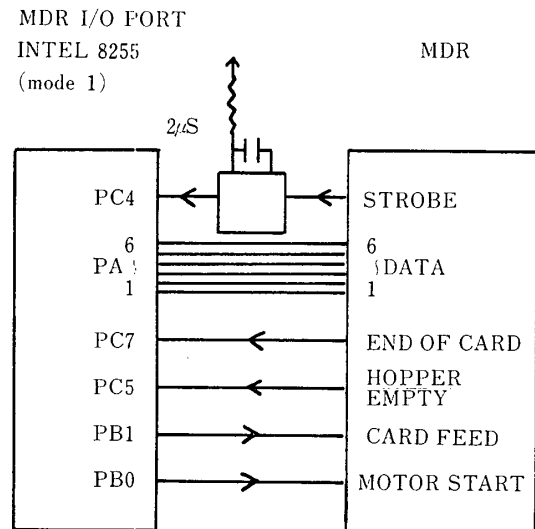 MDR I/O PORT
INTEL 8255
(mode 1)
MDR
2μS
PC4
STROBE
6
6
PA ≀
≀ DATA
1
1
PC7
END OF CARD
PC5
HOPPER
EMPTY
PB1
CARD FEED
PB0
MOTOR START